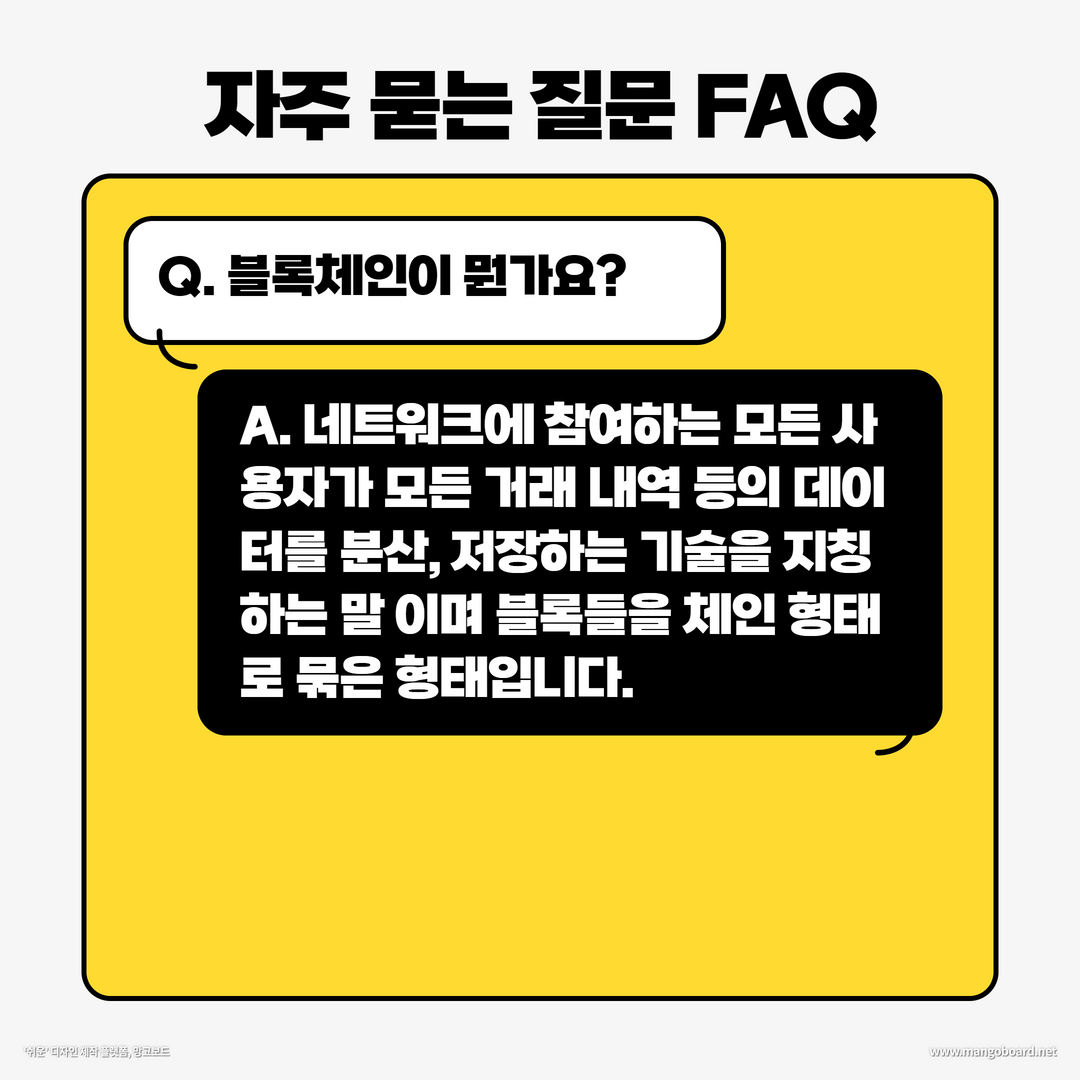 자주 묻는 질문 FAQ
Q. 블록체인이 뭔가요?
A. 네트워크에 참여하는 모든 사
용자가 모든 거래 내역 등의 데이
터를 분산, 저장하는 기술을 지칭
하는 말 이며 블록들을 체인 형태
로 묶은 형태입니다.
'쉬운' 디자인 제작 플랫폼, 망고보드
www.mangoboard.net